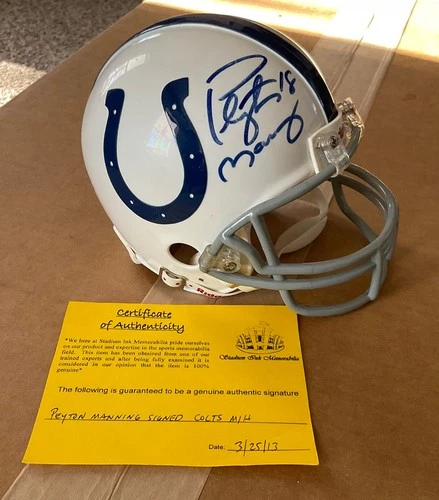 Peyton 18
Manning
Certificate
of Authenticity
"We here at Stadium Ink Memorabilia pride ourselves
on our product and expertise in the sports memorabilia
field. This item has been obtained from one of our
trained experts and after being fully examined it is
considered in our opinion that the item is 100%
genuine"
Stadium Ink Memorabilia
The following is guaranteed to be a genuine authentic signature
PEYTON MANNING SIGNED COLTS M/H
Date: 3/25/13